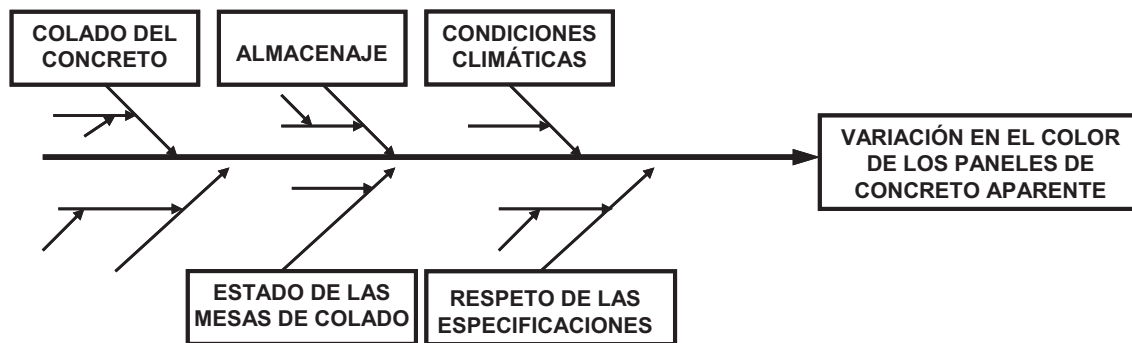 COLADO DEL
CONCRETO
ALMACENAJE
CONDICIONES
CLIMÁTICAS
VARIACIÓN EN EL COLOR
DE LOS PANELES DE
CONCRETO APARENTE
ESTADO DE LAS
MESAS DE COLADO
RESPETO DE LAS
ESPECIFICACIONES